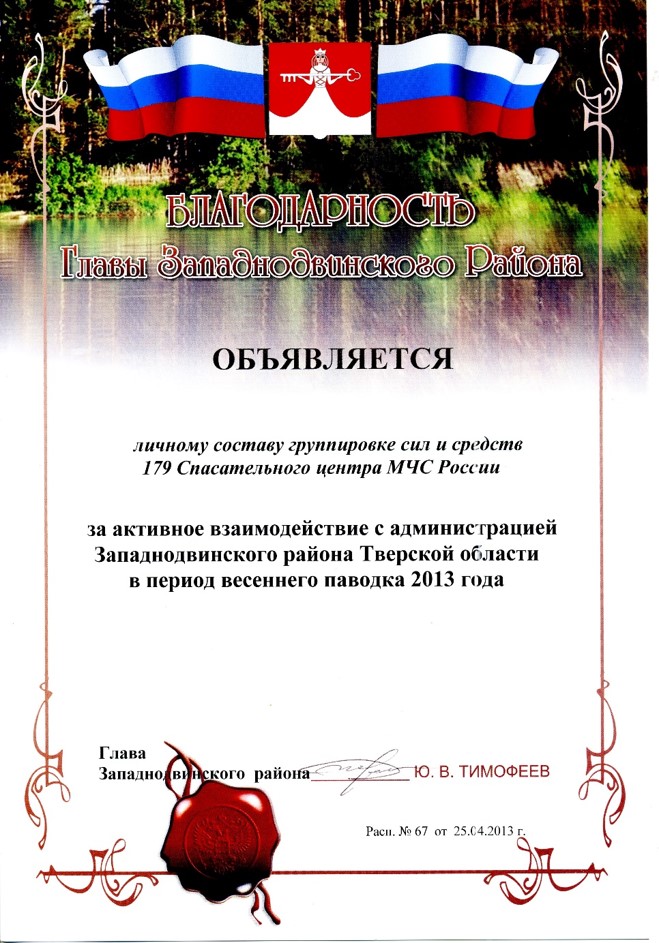 БЛАГОДАРНОСТЬ
Главы Западнодвинского Района
ОБЪЯВЛЯЕТСЯ
личному составу группировке сил и средств
179 Спасательного центра МЧС России
за активное взаимодействие с администрацией
Западнодвинского района Тверской области
в период весеннего паводка 2013 года
Глава
Западнодвинского района Ю. В. ТИМОФЕЕВ
Расп. № 67 от 25.04.2013 г.